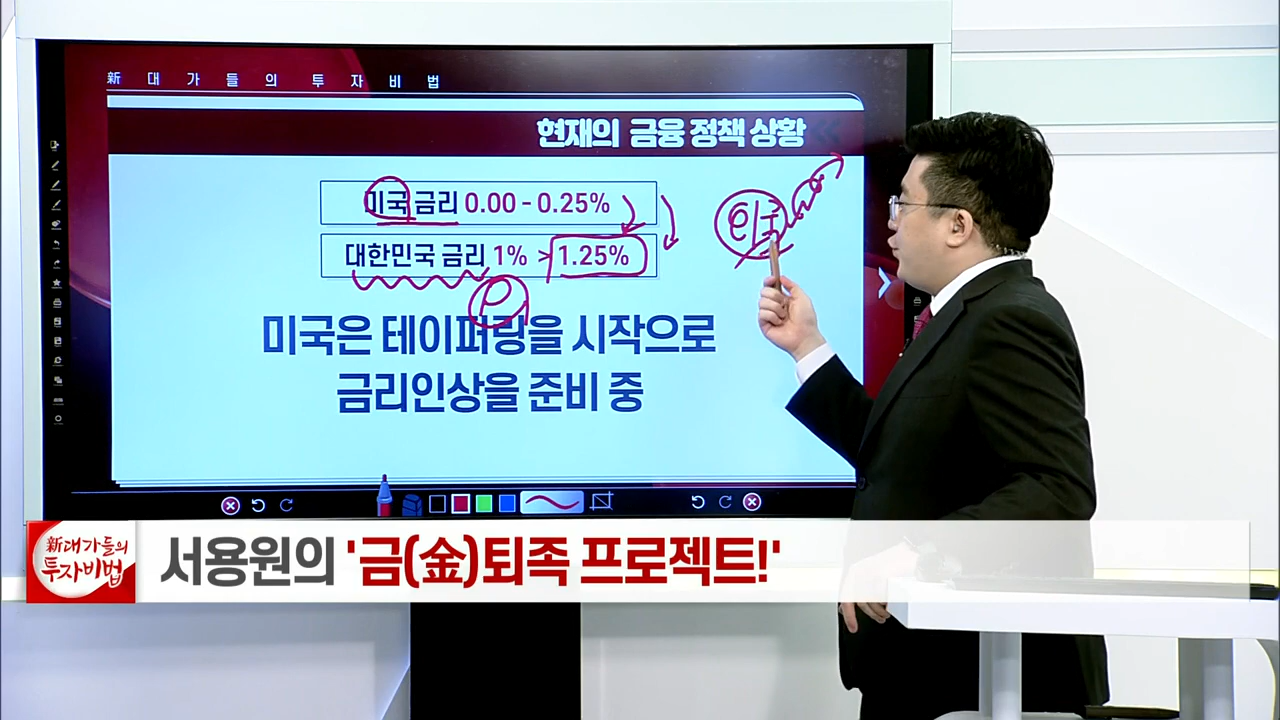 新 대가들의 투자비법
현재의 금융 정책 상황
미국 금리 0.00 - 0.25%
대한민국 금리 1% > 1.25%
미국은 테이퍼링을 시작으로
금리인상을 준비 중
新대가들의
투자비법
서용원의 '금(金)퇴족 프로젝트!'